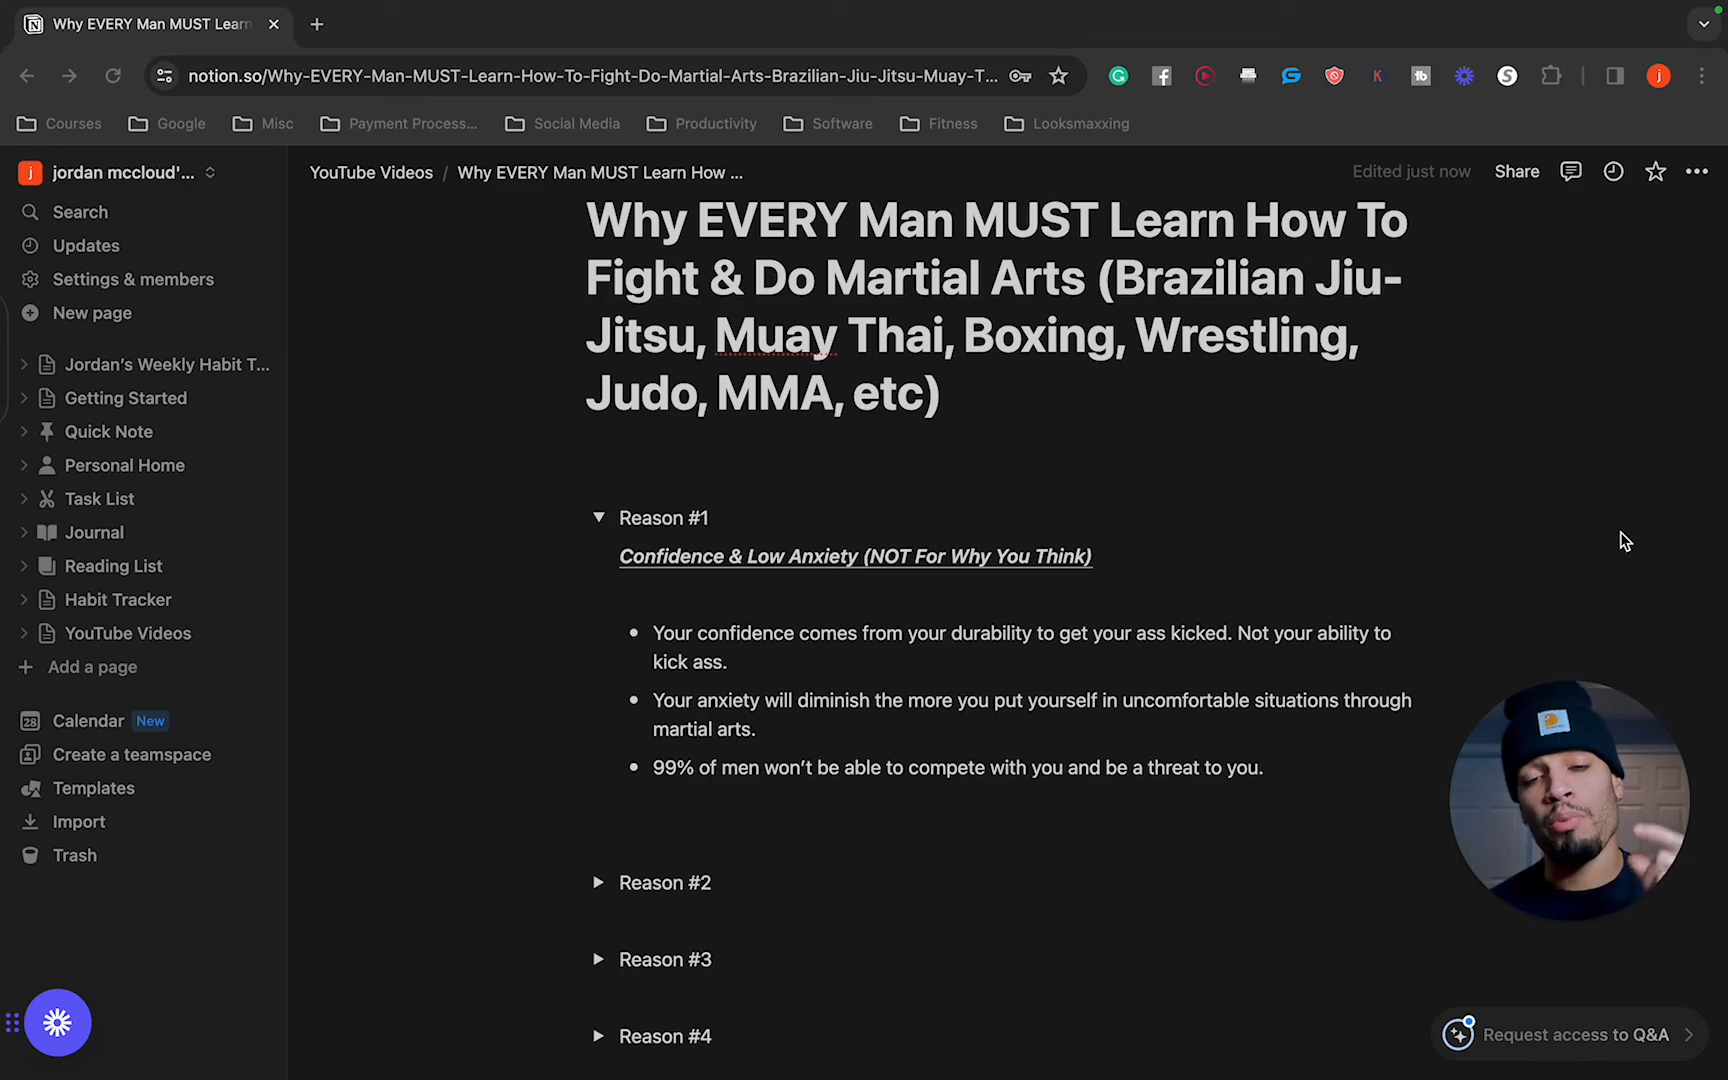 Why EVERY Man MUST Learn
notion.so/Why-EVERY-Man-MUST-Learn-How-To-Fight-Do-Martial-Arts-Brazilian-Jiu-Jitsu-Muay-T...
K
tb
S
j
Courses
Google
Misc
Payment Process...
Social Media
Productivity
Software
Fitness
Looksmaxxing
j
jordan mccloud'...
YouTube Videos / Why EVERY Man MUST Learn How ...
Edited just now
Share
Search
Updates
Settings & members
New page
Jordan’s Weekly Habit T...
Getting Started
Quick Note
Personal Home
Task List
Journal
Reading List
Habit Tracker
YouTube Videos
Add a page
28
Calendar New
Create a teamspace
Templates
Import
Trash
Why EVERY Man MUST Learn How To
Fight & Do Martial Arts (Brazilian Jiu-
Jitsu, Muay Thai, Boxing, Wrestling,
Judo, MMA, etc)
Reason #1
Confidence & Low Anxiety (NOT For Why You Think)
• Your confidence comes from your durability to get your ass kicked. Not your ability to
kick ass.
• Your anxiety will diminish the more you put yourself in uncomfortable situations through
martial arts.
• 99% of men won’t be able to compete with you and be a threat to you.
Reason #2
Reason #3
Reason #4
Request access to Q&A